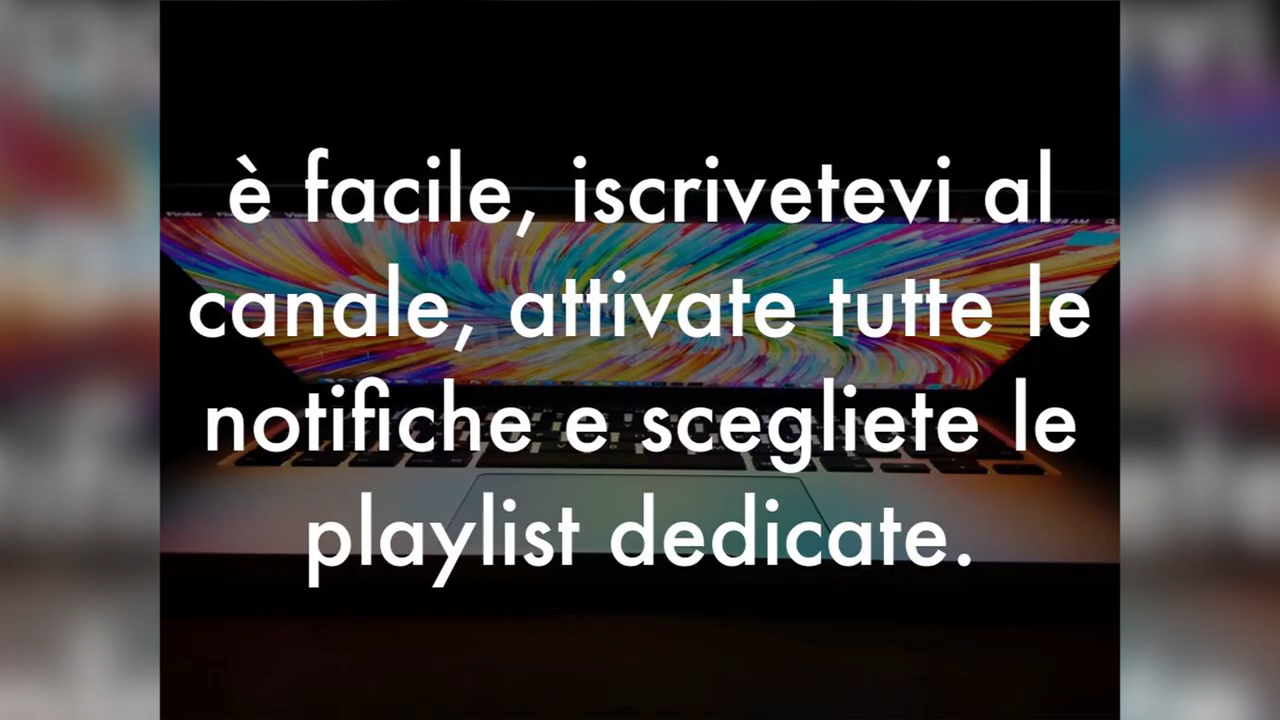 è facile, iscrivetevi al
canale, attivate tutte le
notifiche e scegliete le
playlist dedicate.